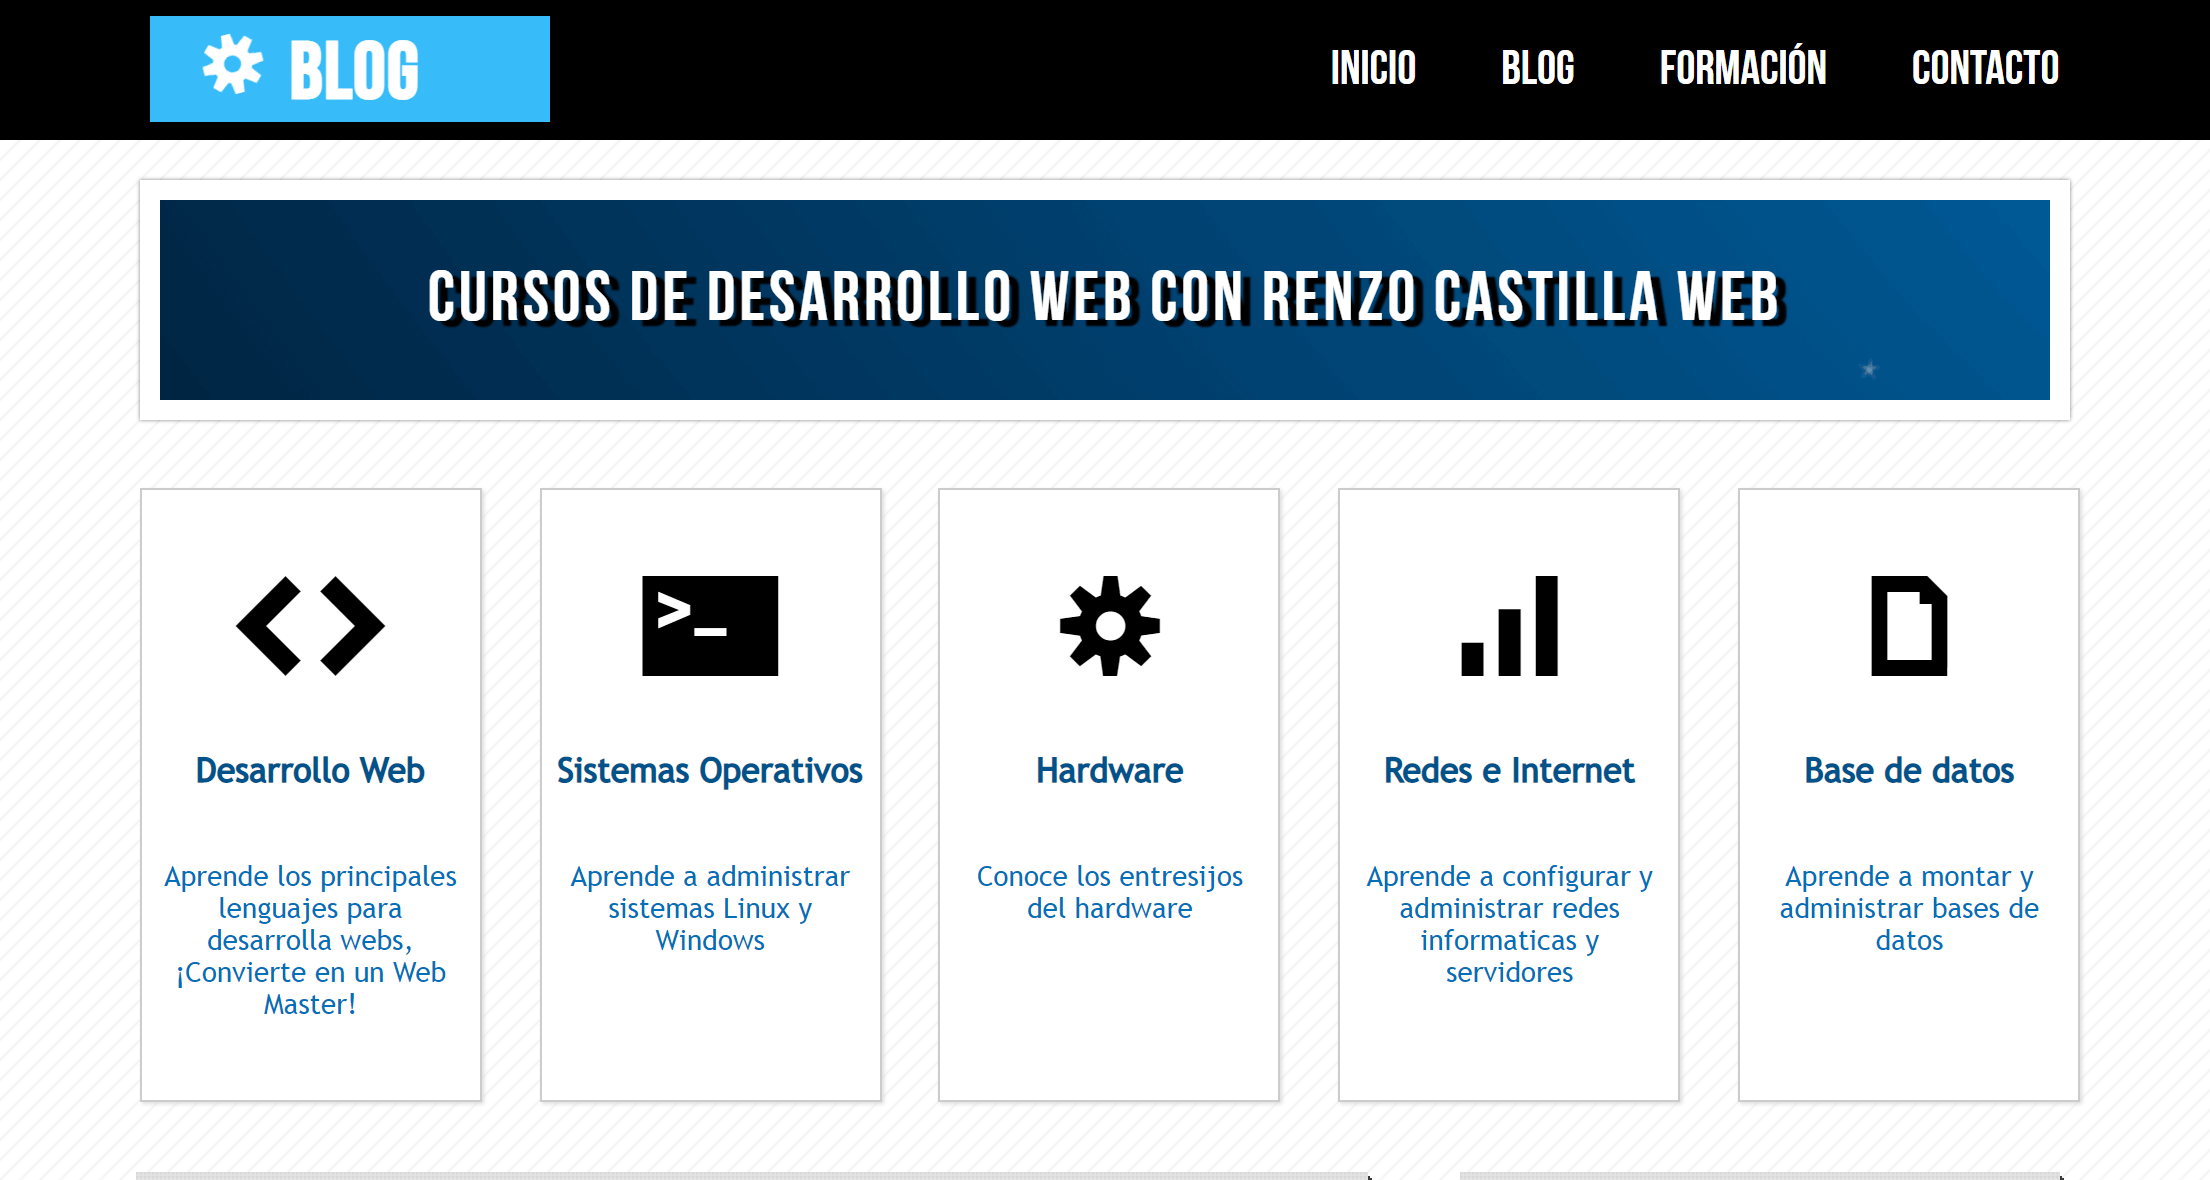 BLOG
INICIO BLOG FORMACIÓN CONTACTO
CURSOS DE DESARROLLO WEB CON RENZO CASTILLA WEB
>_
Desarrollo Web
Aprende los principales
lenguajes para
desarrolla webs,
¡Convierte en un Web
Master!
Sistemas Operativos
Aprende a administrar
sistemas Linux y
Windows
Hardware
Conoce los entresijos
del hardware
Redes e Internet
Aprende a configurar y
administrar redes
informaticas y
servidores
Base de datos
Aprende a montar y
administrar bases de
datos